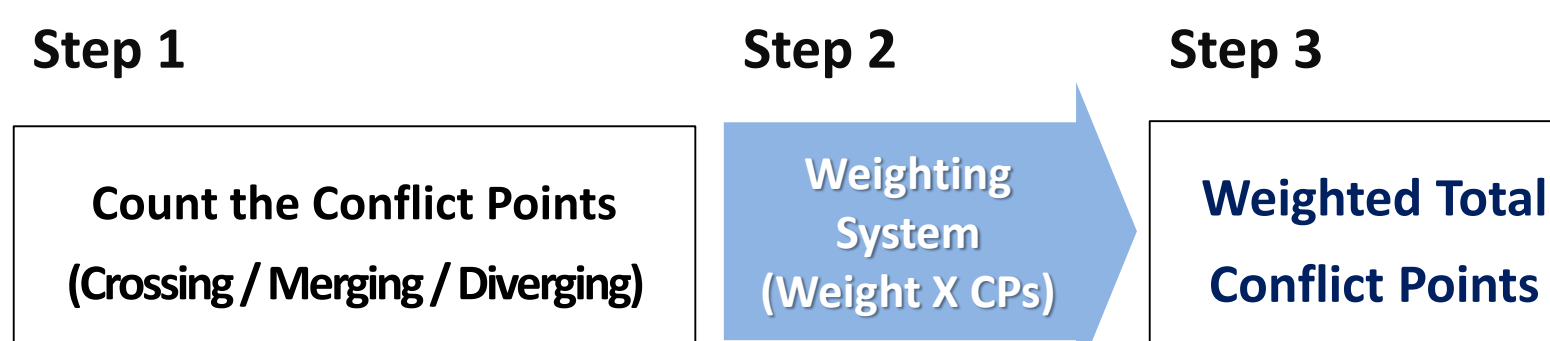 Step 1
Step 2
Step 3
Count the Conflict Points
(Crossing / Merging / Diverging)
Weighting
System
(Weight X CPs)
Weighted Total
Conflict Points